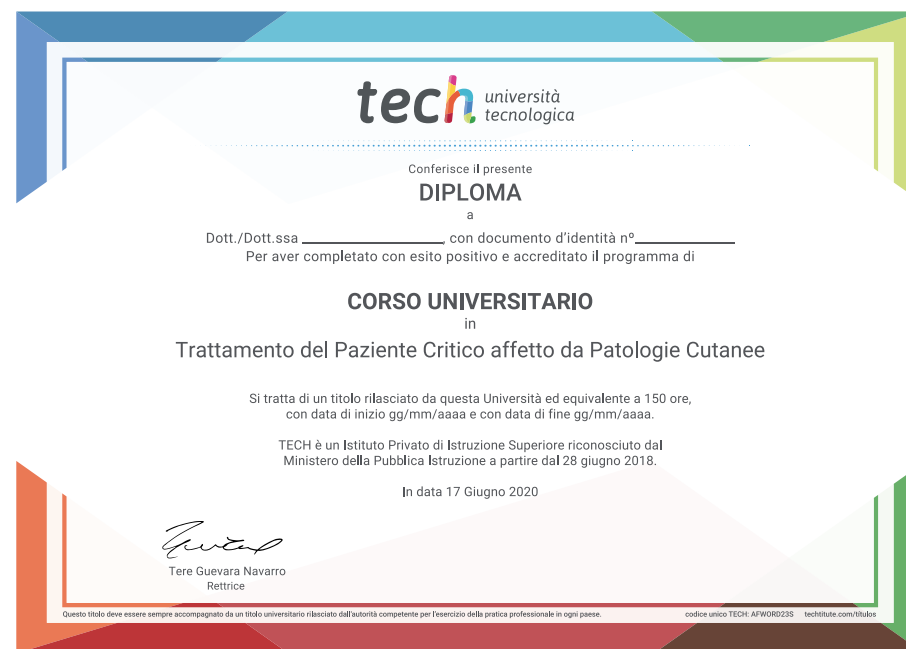 tech università
tecnologica
Conferisce il presente
DIPLOMA
a
Dott./Dott.ssa ____________________, con documento d'identità nº______________
Per aver completato con esito positivo e accreditato il programma di
CORSO UNIVERSITARIO
in
Trattamento del Paziente Critico affetto da Patologie Cutanee
Si tratta di un titolo rilasciato da questa Università ed equivalente a 150 ore,
con data di inizio gg/mm/aaaa e con data di fine gg/mm/aaaa.
TECH è un Istituto Privato di Istruzione Superiore riconosciuto dal
Ministero della Pubblica Istruzione a partire dal 28 giugno 2018.
In data 17 Giugno 2020
Tere Guevara Navarro
Rettrice
Questo titolo deve essere sempre accompagnato da un titolo universitario rilasciato dall'autorità competente per l'esercizio della pratica professionale in ogni paese. codice unico TECH: AFWORD23S techtitute.com/titulos